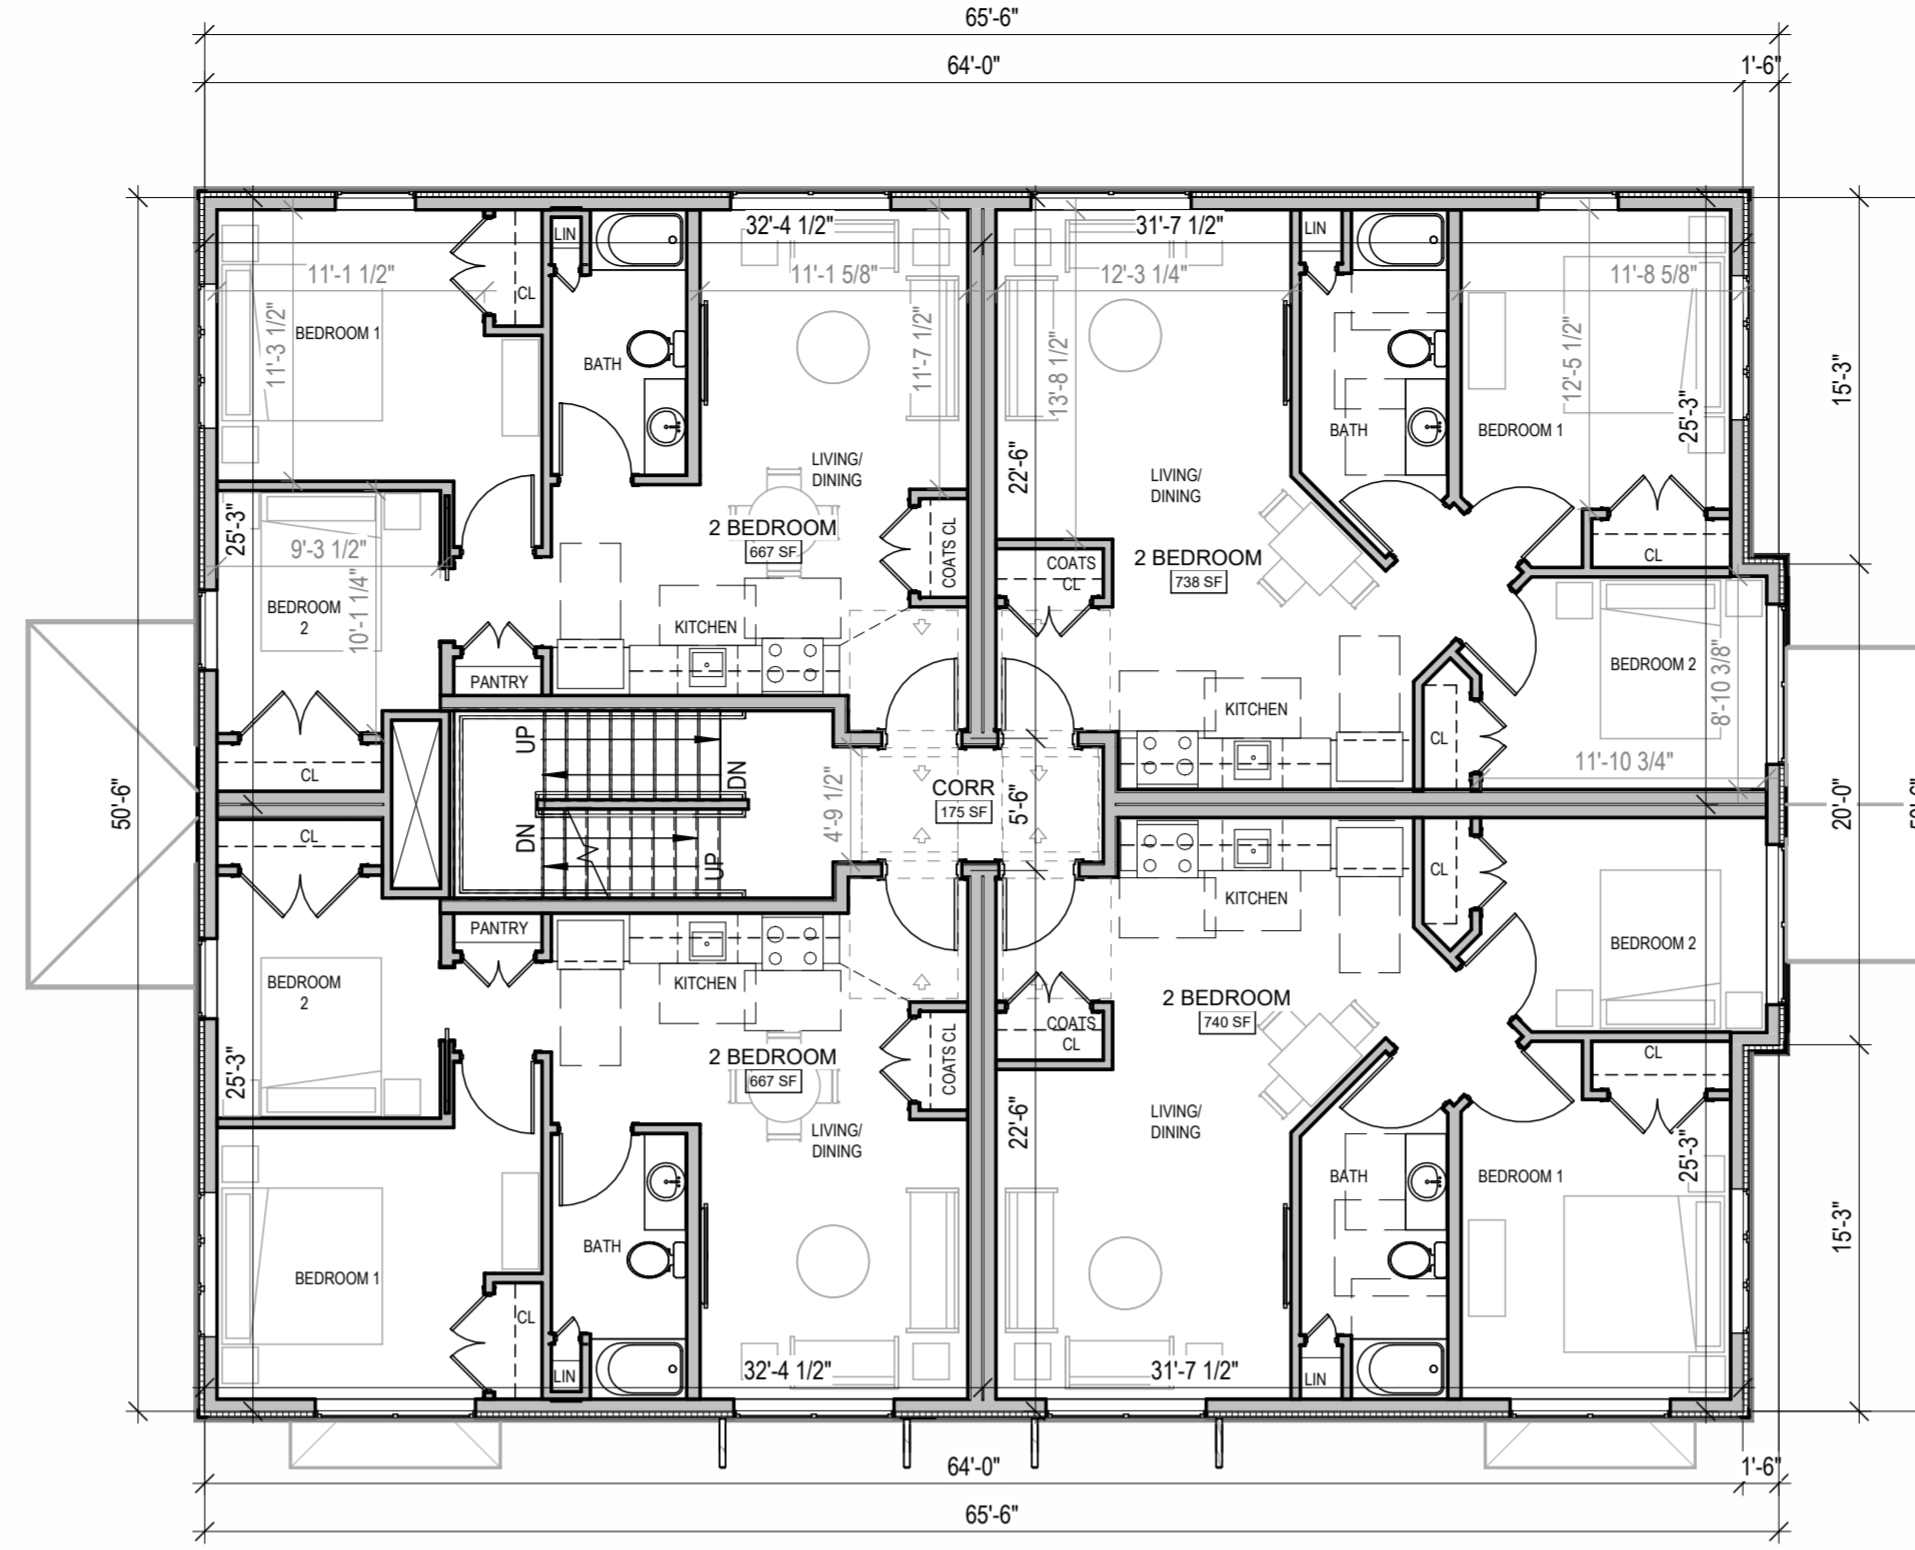 65'-6"
64'-0"
1'-6"
32'-4 1/2"
31'-7 1/2"
LIN
LIN
11'-1 1/2"
11'-1 5/8"
12'-3 1/4"
11'-8 5/8"
CL
BEDROOM 1
11'-3 1/2"
BATH
11'-7 1/2"
13'-8 1/2"
12'-5 1/2"
15'-3"
25'-3"
BATH
BEDROOM 1
LIVING/
DINING
22'-6"
LIVING/
DINING
25'-3"
9'-3 1/2"
2 BEDROOM
667 SF
COATS CL
COATS
CL
2 BEDROOM
738 SF
CL
BEDROOM
2
10'-1 1/4"
KITCHEN
BEDROOM 2
8'-10 3/8"
PANTRY
KITCHEN
UP
DN
CL
11'-10 3/4"
CL
50'-6"
4'-9 1/2"
CORR
175 SF
5'-6"
20'-0"
CL
DN
UP
CL
KITCHEN
PANTRY
BEDROOM
2
KITCHEN
BEDROOM 2
2 BEDROOM
740 SF
25'-3"
2 BEDROOM
667 SF
COATS CL
COATS
CL
CL
LIVING/
DINING
22'-6"
LIVING/
DINING
25'-3"
BATH
BEDROOM 1
15'-3"
BATH
BEDROOM 1
CL
LIN
32'-4 1/2"
31'-7 1/2"
LIN
64'-0"
1'-6"
65'-6"